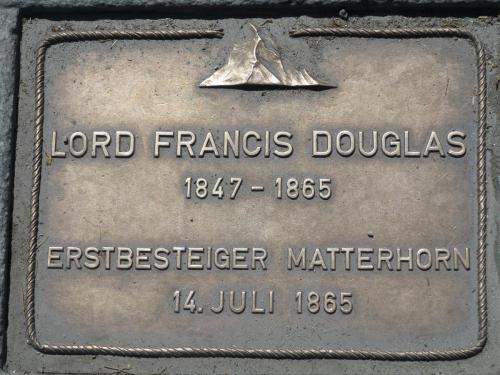 LORD FRANCIS DOUGLAS
1847 - 1865
ERSTBESTEIGER MATTERHORN
14. JULI 1865